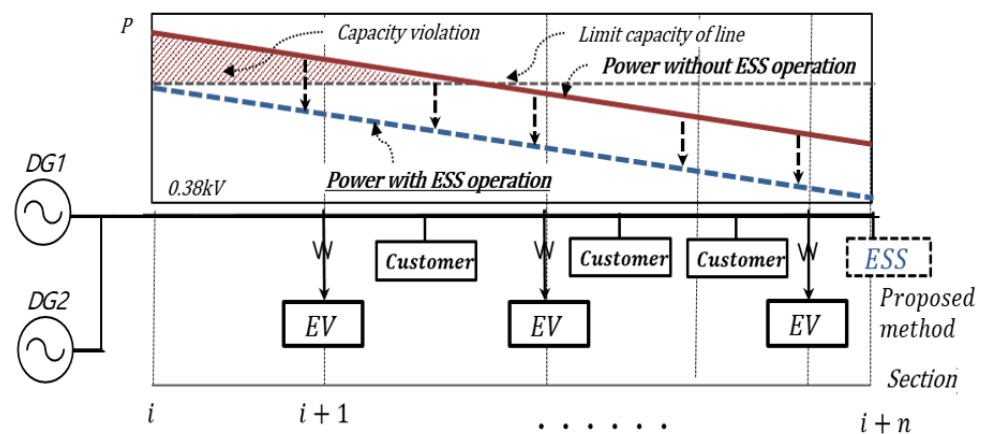 P
Capacity violation
Limit capacity of line
Power without ESS operation
Power with ESS operation
0.38kV
DG1
DG2
Customer
Customer
Customer
ESS
EV
EV
EV
Proposed
method
Section
i
i + 1
. . . . . .
i + n